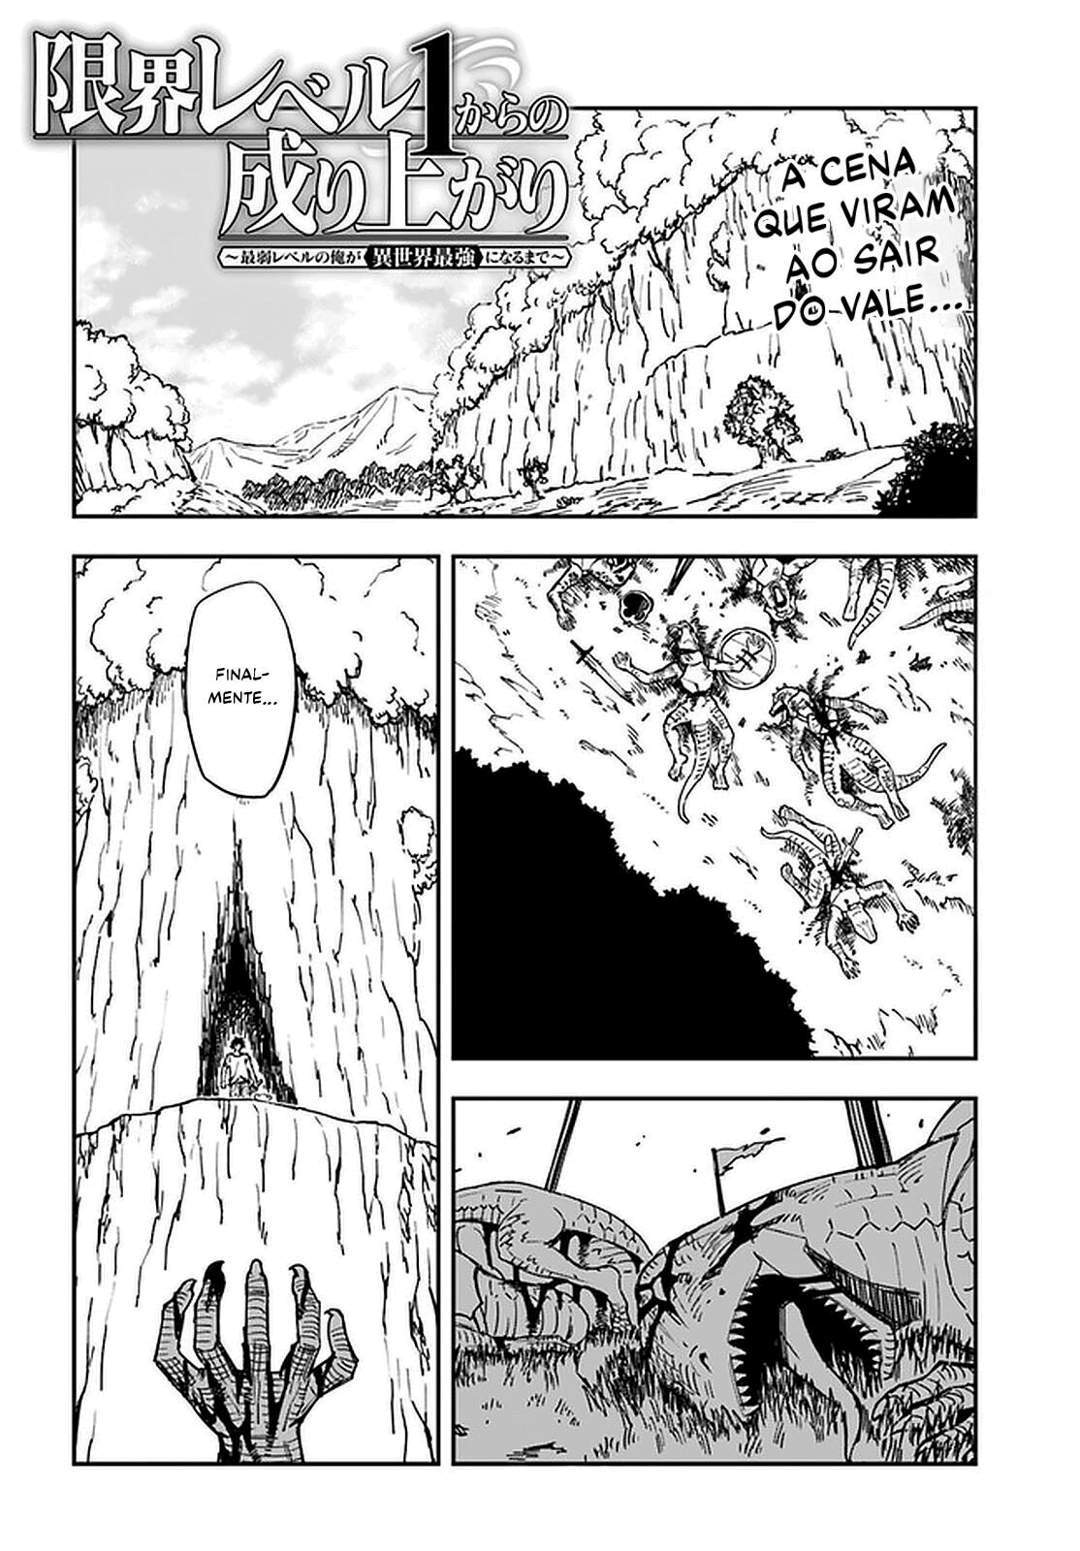 限界レベル1からの
成り上がり
～最弱レベルの俺が異世界最強になるまで～
A CENA
QUE VIRAM
AO SAIR
DO VALE...
FINAL-
MENTE...